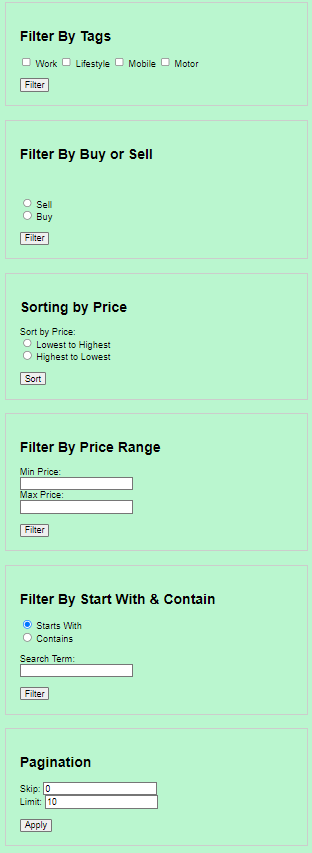 Filter By Tags
Work Lifestyle Mobile Motor
Filter
Filter By Buy or Sell
Sell
Buy
Filter
Sorting by Price
Sort by Price:
Lowest to Highest
Highest to Lowest
Sort
Filter By Price Range
Min Price:
Max Price:
Filter
Filter By Start With & Contain
Starts With
Contains
Search Term:
Filter
Pagination
Skip: 0
Limit: 10
Apply